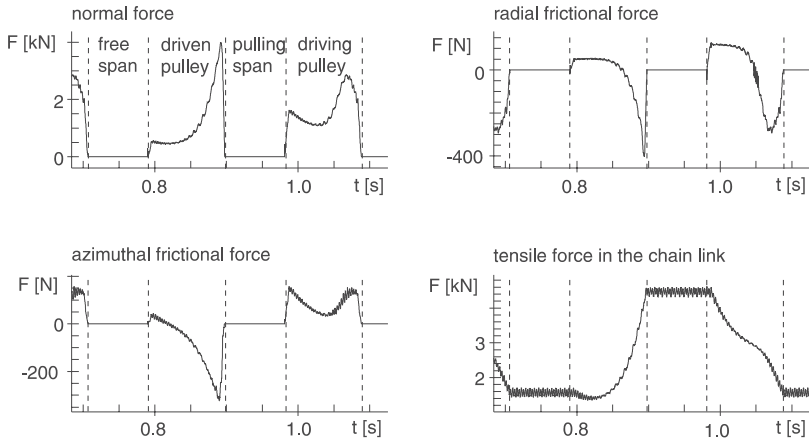 normal force
F [kN]
free span
driven pulley
pulling span
driving pulley
2
0
0.8
1.0
t [s]
radial frictional force
F [N]
0
-400
0.8
1.0
t [s]
azimuthal frictional force
F [N]
0
-200
0.8
1.0
t [s]
tensile force in the chain link
F [kN]
3
2
0.8
1.0
t [s]